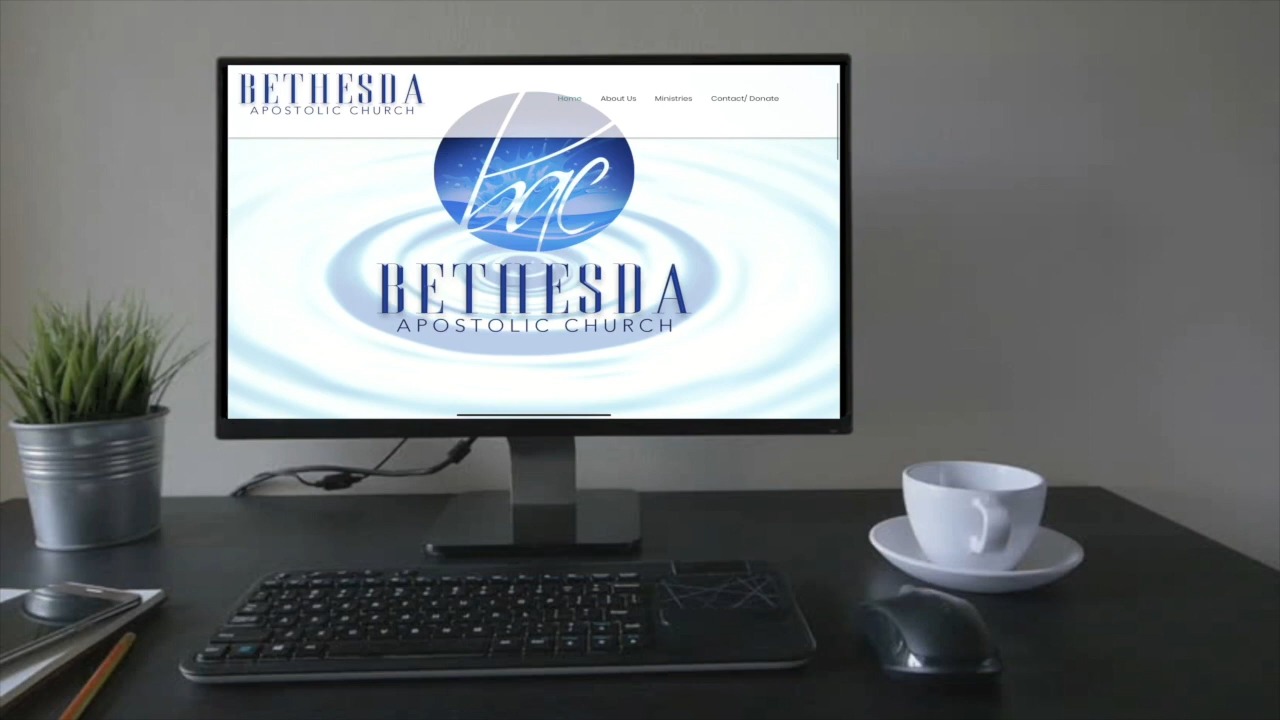 BETHESDA
APOSTOLIC CHURCH
Home About Us Ministries Contact/ Donate
bac
BETHESDA
APOSTOLIC CHURCH